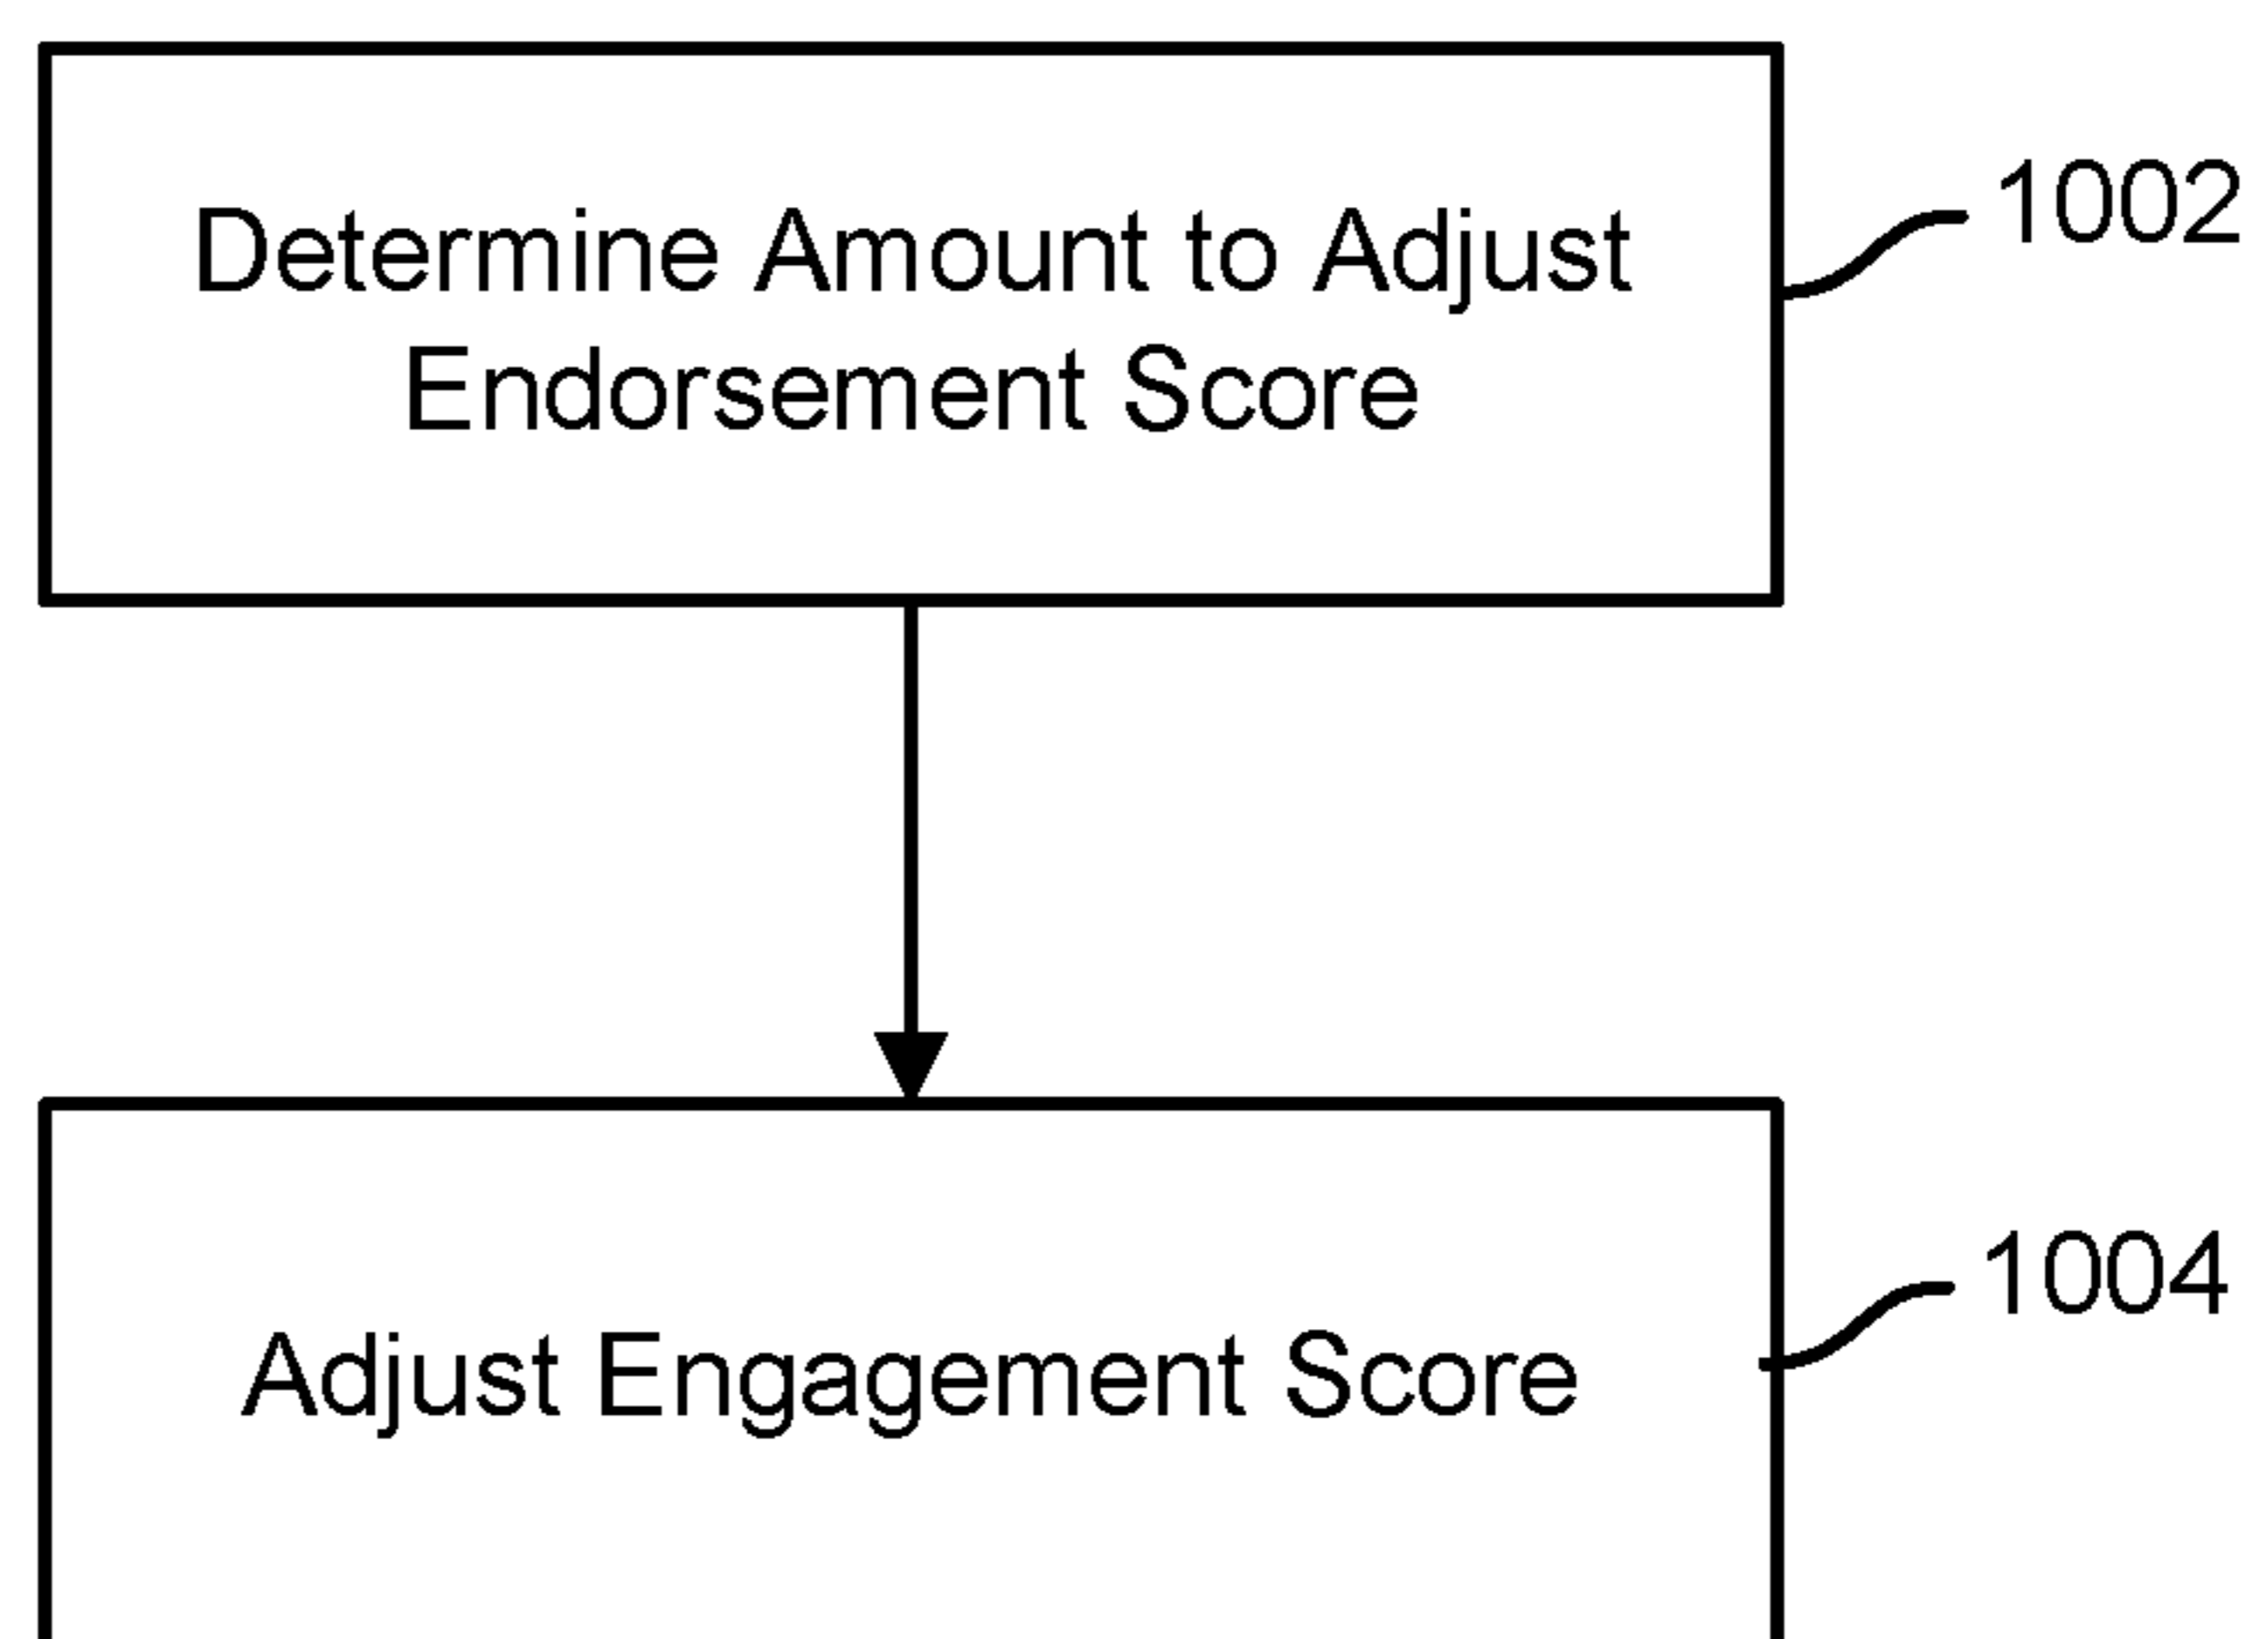 Determine Amount to Adjust
Endorsement Score
1002
Adjust Engagement Score
1004